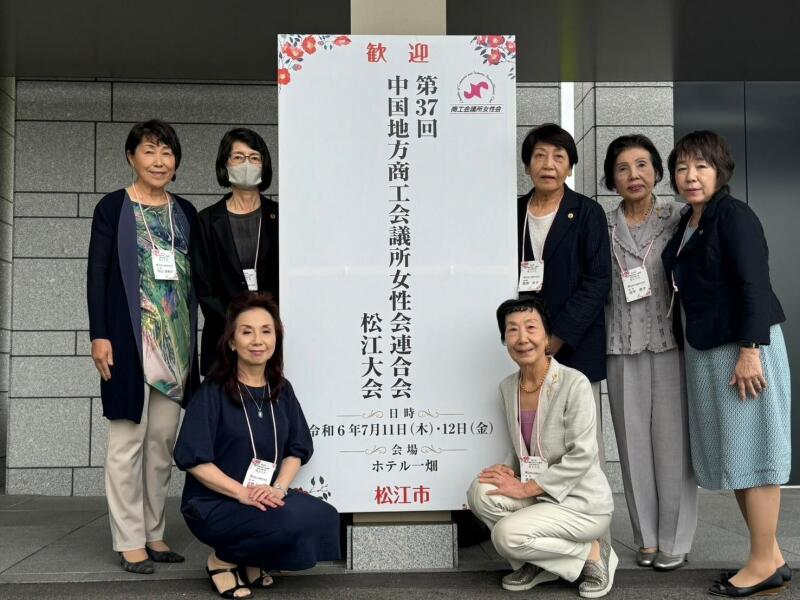 歓迎
第37回
中国地方商工会議所女性会連合会
松江大会
商工会議所女性会
日時
令和6年7月11日(木)・12日(金)
会場
ホテル一畑
松江市